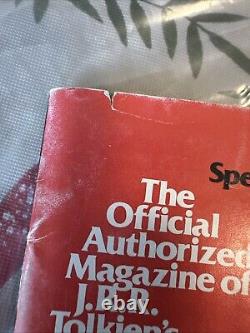 Spe
The
Official
Authorized
Magazine of
J.R.R.
Tolkien's